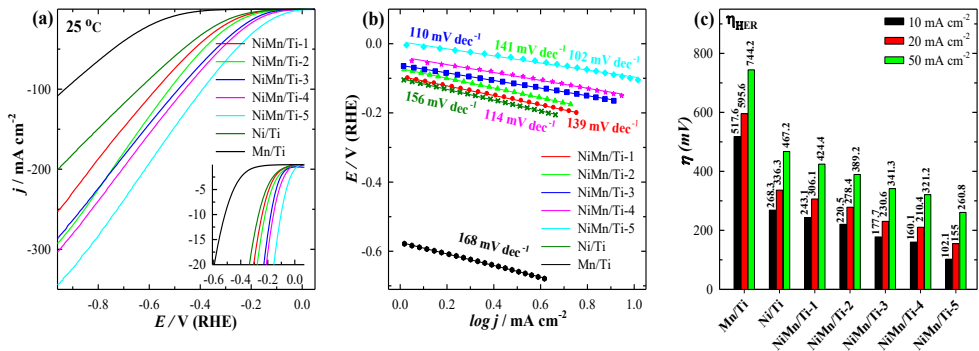 (a)
25 ⁰C
NiMn/Ti-1
NiMn/Ti-2
NiMn/Ti-3
NiMn/Ti-4
NiMn/Ti-5
Ni/Ti
Mn/Ti
j / mA cm⁻²
0
-100
-200
-300
0
-5
-10
-15
-20
-0.6 -0.4 -0.2 0.0
-0.8 -0.6 -0.4 -0.2 0.0
E / V (RHE)
(b)
110 mV dec⁻¹
141 mV dec⁻¹
102 mV dec⁻¹
156 mV dec⁻¹
114 mV dec⁻¹
139 mV dec⁻¹
NiMn/Ti-1
NiMn/Ti-2
NiMn/Ti-3
NiMn/Ti-4
NiMn/Ti-5
Ni/Ti
Mn/Ti
168 mV dec⁻¹
E / V (RHE)
0.0
-0.2
-0.4
-0.6
0.0 0.2 0.4 0.6 0.8 1.0
log j / mA cm⁻²
(c)
ηHER
10 mA cm⁻²
20 mA cm⁻²
50 mA cm⁻²
η (mV)
800
600
400
200
0
517.6 595.6 744.2
268.3 336.3 467.2
243.1 306.1 424.4
220.5 278.4 389.2
177.7 230.6 341.3
160.1 210.4 321.2
102.1 155 260.8
Mn/Ti
Ni/Ti
NiMn/Ti-1
NiMn/Ti-2
NiMn/Ti-3
NiMn/Ti-4
NiMn/Ti-5